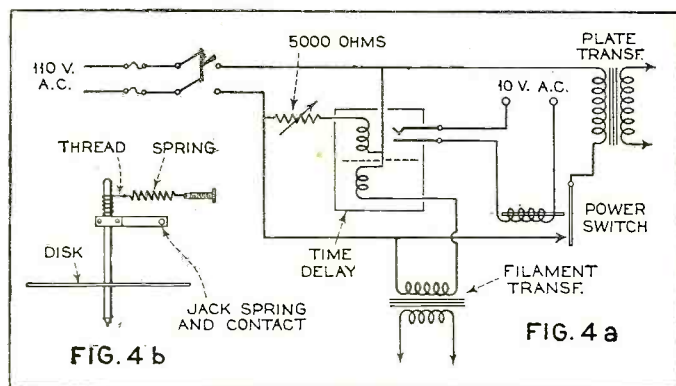 5000 OHMS
PLATE
TRANSF.
110 V.
A.C.
10 V. A.C.
THREAD
SPRING
POWER
SWITCH
DISK
TIME
DELAY
JACK SPRING
AND CONTACT
FILAMENT
TRANSF.
FIG. 4 b
FIG. 4 a